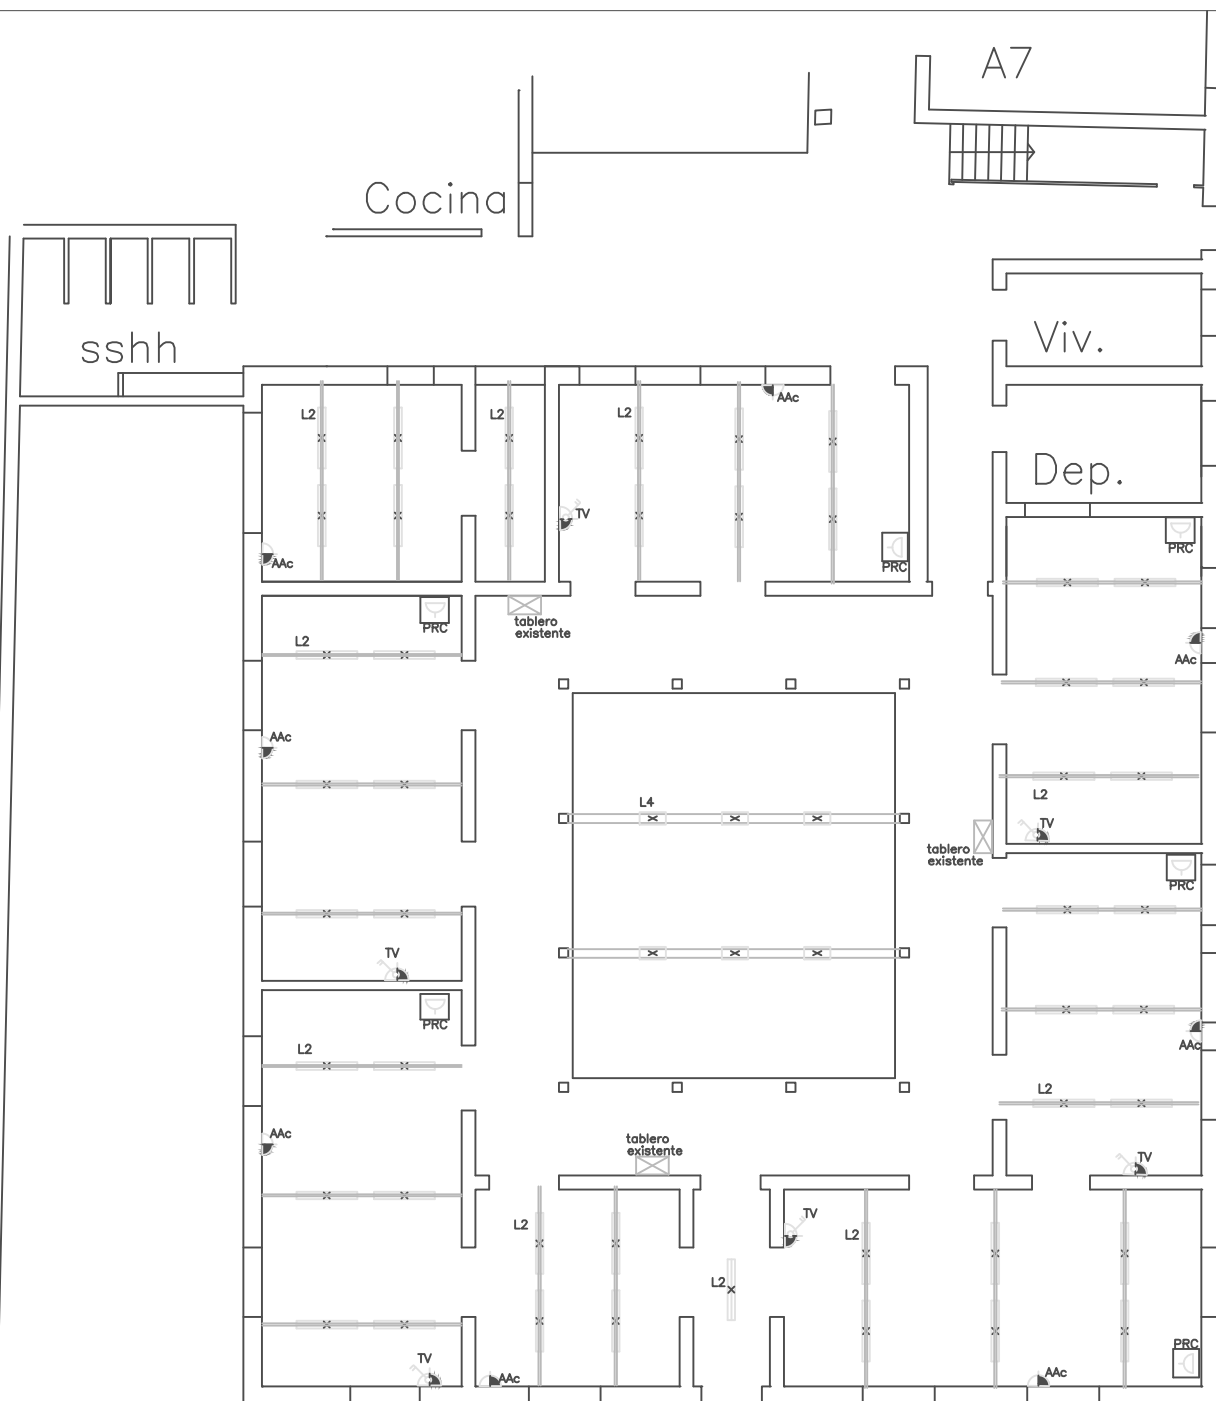 A7
Cocina
sshh
Viv.
L2
L2
L2
AAc
TV
Dep.
AAc
PRC
PRC
PRC
tablero
existente
L2
AAc
AAc
L4
L2
TV
tablero
existente
PRC
TV
PRC
L2
AAc
L2
AAc
tablero
existente
TV
TV
L2
L2
L2
PRC
TV
AAc
AAc